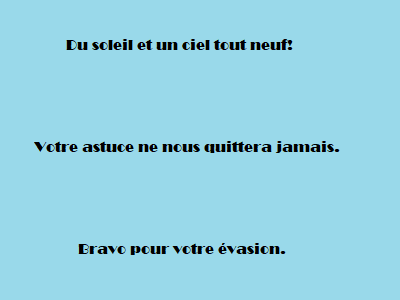 Du soleil et un ciel tout neuf!
Votre astuce ne nous quittera jamais.
Bravo pour votre évasion.